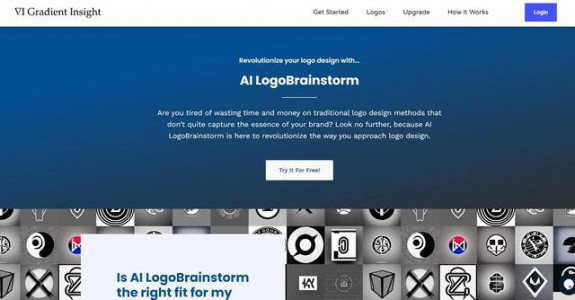 ∇I Gradient Insight
Get Started Logos Upgrade How It Works Login
Revolutionize your logo design with...
AI LogoBrainstorm
Are you tired of wasting time and money on traditional logo design methods that
don't quite capture the essence of your brand? Look no further, because AI
LogoBrainstorm is here to revolutionize the way you approach logo design.
Try It For Free!
Is AI LogoBrainstorm
the right fit for my